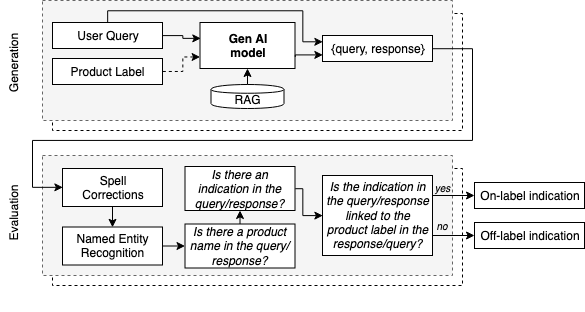 Generation
User Query
Product Label
Gen AI
model
RAG
{query, response}
Evaluation
Spell
Corrections
Named Entity
Recognition
Is there an
indication in the
query/response?
Is there a product
name in the query/
response?
Is the indication in
the query/response
linked to the
product label in the
response/query?
yes
no
On-label indication
Off-label indication